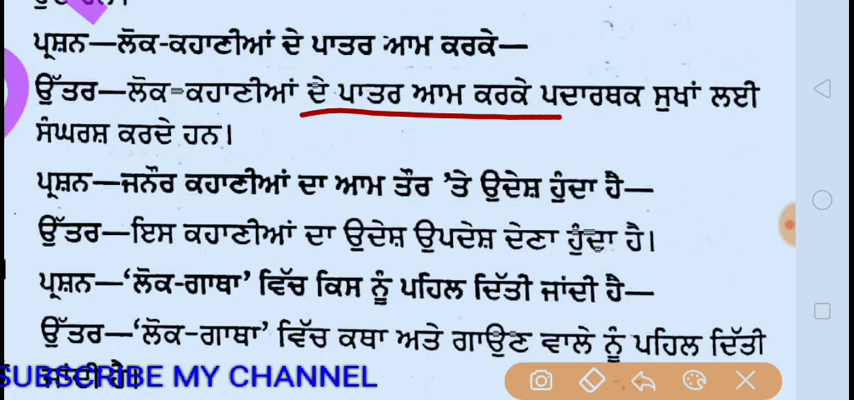 ਪ੍ਰਸ਼ਨ—ਲੋਕ-ਕਹਾਣੀਆਂ ਦੇ ਪਾਤਰ ਆਮ ਕਰਕੇ—
ਉੱਤਰ—ਲੋਕ-ਕਹਾਣੀਆਂ ਦੇ ਪਾਤਰ ਆਮ ਕਰਕੇ ਪਦਾਰਥਕ ਸੁਖਾਂ ਲਈ
ਸੰਘਰਸ਼ ਕਰਦੇ ਹਨ।
ਪ੍ਰਸ਼ਨ—ਜਨੌਰ ਕਹਾਣੀਆਂ ਦਾ ਆਮ ਤੌਰ 'ਤੇ ਉਦੇਸ਼ ਹੁੰਦਾ ਹੈ—
ਉੱਤਰ—ਇਸ ਕਹਾਣੀਆਂ ਦਾ ਉਦੇਸ਼ ਉਪਦੇਸ਼ ਦੇਣਾ ਹੁੰਦਾ ਹੈ।
ਪ੍ਰਸ਼ਨ—'ਲੋਕ-ਗਾਥਾ' ਵਿੱਚ ਕਿਸ ਨੂੰ ਪਹਿਲ ਦਿੱਤੀ ਜਾਂਦੀ ਹੈ—
ਉੱਤਰ—'ਲੋਕ-ਗਾਥਾ' ਵਿੱਚ ਕਥਾ ਅਤੇ ਗਾਉਣ ਵਾਲੇ ਨੂੰ ਪਹਿਲ ਦਿੱਤੀ
ਜਾਂਦੀ ਹੈ।
SUBSCRIBE MY CHANNEL